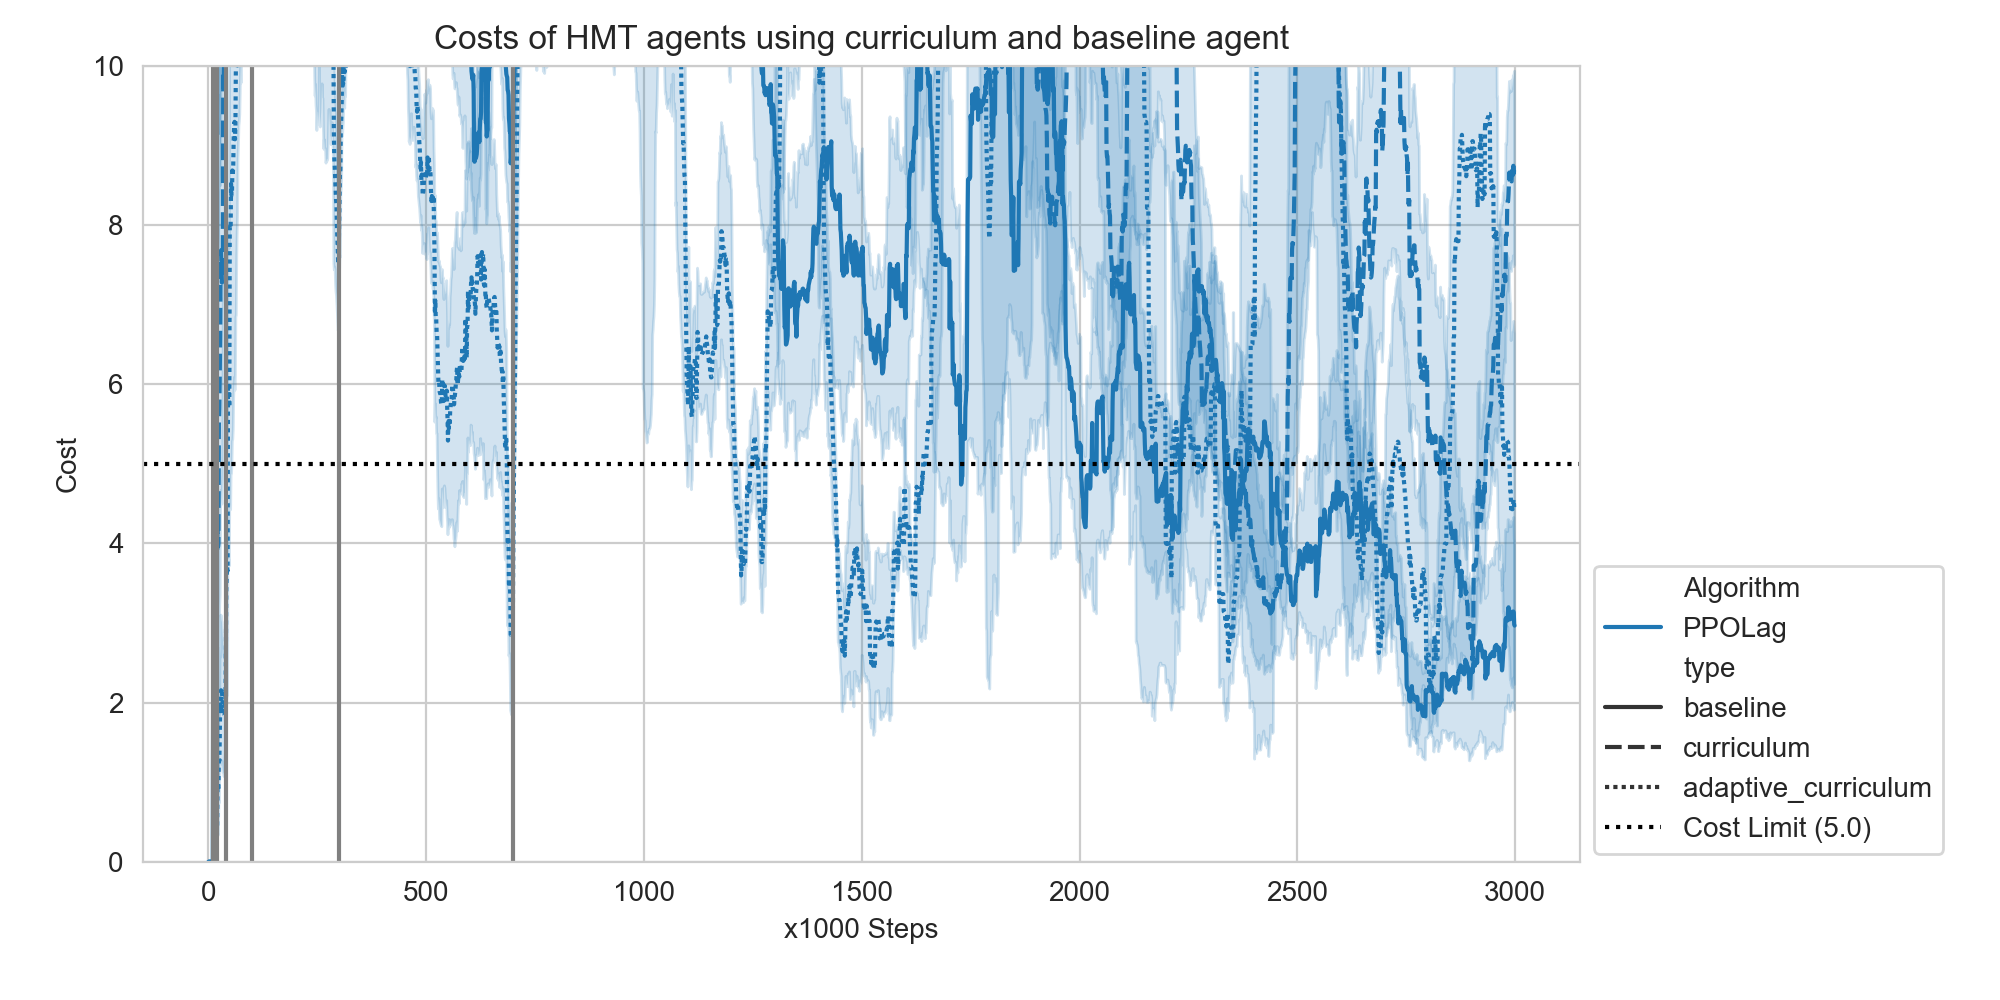 Costs of HMT agents using curriculum and baseline agent
10
8
6
4
2
0
Cost
0 500 1000 1500 2000 2500 3000
x1000 Steps
Algorithm
PPOLag
type
baseline
curriculum
adaptive_curriculum
Cost Limit (5.0)